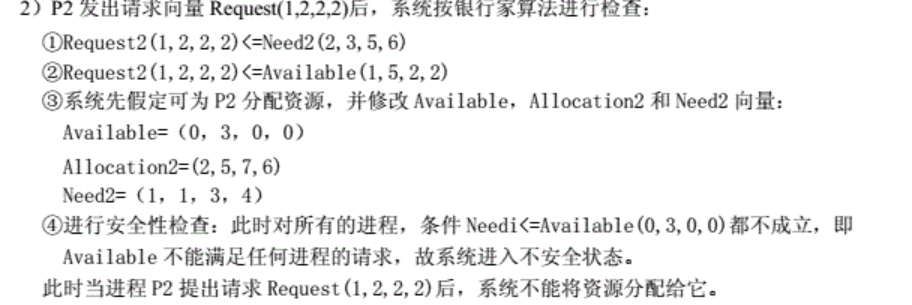 2）P2 发出请求向量 Request(1,2,2,2)后，系统按银行家算法进行检查：
①Request2(1,2,2,2)<=Need2(2,3,5,6)
②Request2(1,2,2,2)<=Available(1,5,2,2)
③系统先假定可为 P2 分配资源，并修改 Available，Allocation2 和 Need2 向量：
Available=（0，3，0，0）
Allocation2=(2,5,7,6)
Need2=（1，1，3，4）
④进行安全性检查：此时对所有的进程，条件 Needi<=Available(0,3,0,0)都不成立，即
Available 不能满足任何进程的请求，故系统进入不安全状态。
此时当进程 P2 提出请求 Request(1,2,2,2)后，系统不能将资源分配给它。